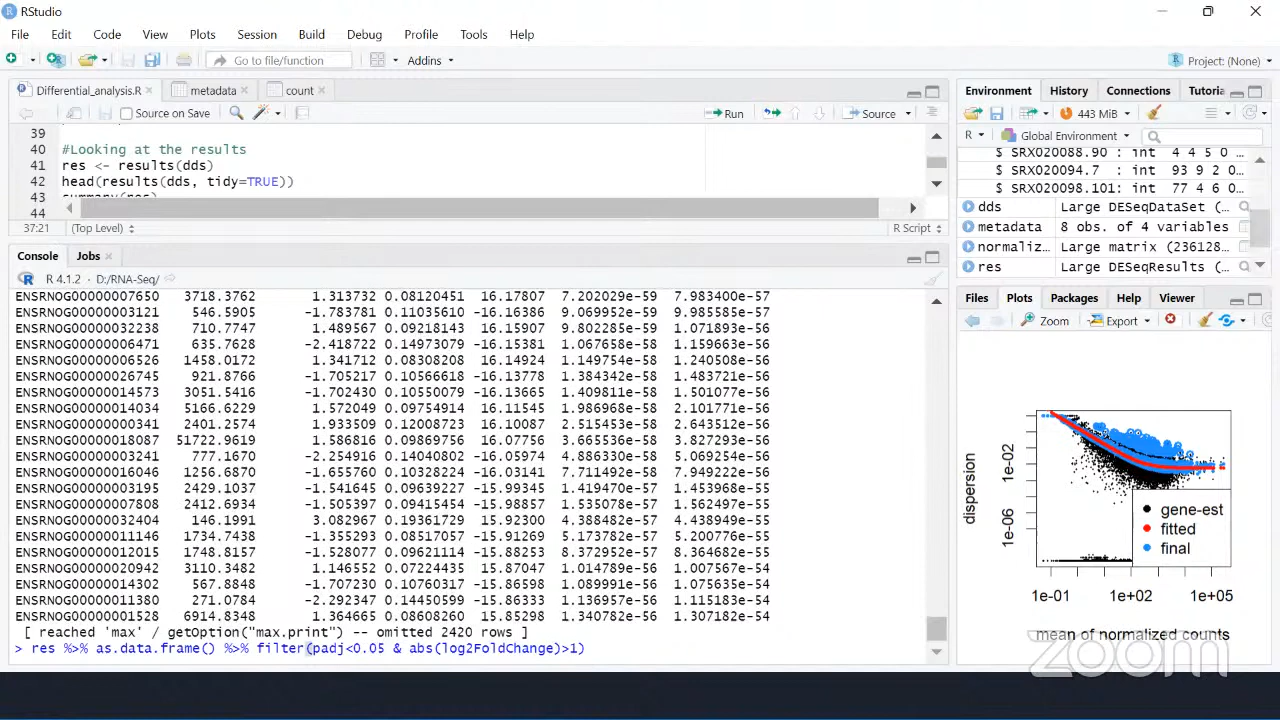 RStudio
File Edit Code View Plots Session Build Debug Profile Tools Help
Go to file/function Addins Project: (None)
Differential_analysis.R metadata count
Source on Save Run Source
39
40 #Looking at the results
41 res <- results(dds)
42 head(results(dds, tidy=TRUE))
43 summary(res)
44
37:21 (Top Level) R Script
Console Jobs
R 4.1.2 · D:/RNA-Seq/
ENSRNOG00000007650 3718.3762 1.313732 0.08120451 16.17807 7.202029e-59 7.983400e-57
ENSRNOG00000003121 546.5905 -1.783781 0.11035610 -16.16386 9.069952e-59 9.985585e-57
ENSRNOG00000032238 710.7747 1.489567 0.09218143 16.15907 9.802285e-59 1.071893e-56
ENSRNOG00000006471 635.7628 -2.418722 0.14973079 -16.15381 1.067658e-58 1.159663e-56
ENSRNOG00000006526 1458.0172 1.341712 0.08308208 16.14924 1.149754e-58 1.240508e-56
ENSRNOG00000026745 921.8766 -1.705217 0.10566618 -16.13778 1.384342e-58 1.483721e-56
ENSRNOG00000014573 3051.5416 -1.702430 0.10550079 -16.13665 1.409811e-58 1.501077e-56
ENSRNOG00000014034 5166.6229 1.572049 0.09754914 16.11545 1.986968e-58 2.101771e-56
ENSRNOG00000000341 2401.2574 1.933496 0.12008723 16.10087 2.515453e-58 2.643512e-56
ENSRNOG00000018087 51722.9619 1.586816 0.09869756 16.07756 3.665536e-58 3.827293e-56
ENSRNOG00000003241 777.1670 -2.254916 0.14040802 -16.05974 4.886330e-58 5.069254e-56
ENSRNOG00000016046 1256.6870 -1.655760 0.10328223 -16.03141 7.711492e-58 7.949229e-56
ENSRNOG00000003195 2429.1037 -1.541645 0.09639227 -15.99345 1.419470e-57 1.453968e-55
ENSRNOG00000007808 2412.6934 -1.505397 0.09415454 -15.98857 1.535078e-57 1.562497e-55
ENSRNOG00000032404 146.1991 3.082967 0.19361729 15.92300 4.388482e-57 4.438949e-55
ENSRNOG00000011146 1734.7438 -1.355293 0.08517057 -15.91269 5.173782e-57 5.200776e-55
ENSRNOG00000012015 1748.8157 -1.528077 0.09621114 -15.88253 8.372952e-57 8.364682e-55
ENSRNOG00000020942 3110.3482 1.146652 0.07224435 15.87047 1.014789e-56 1.007567e-54
ENSRNOG00000014302 567.8848 -1.707730 0.10760317 -15.86598 1.089991e-56 1.075635e-54
ENSRNOG00000011380 271.0784 -2.292347 0.14450599 -15.86333 1.136957e-56 1.115183e-54
ENSRNOG00000001528 6914.8348 1.364665 0.08608260 15.85298 1.340782e-56 1.307182e-54
[ reached 'max' / getOption("max.print") -- omitted 2420 rows ]
> res %>% as.data.frame() %>% filter(padj<0.05 & abs(log2FoldChange)>1)
Environment History Connections Tutoria
443 MiB
R Global Environment
$ SRX020088.90 : int 4 4 5 0 ...
$ SRX020094.7 : int 93 9 2 0...
$ SRX020098.101: int 77 4 6 0...
dds Large DESeqDataSet (...
metadata 8 obs. of 4 variables
normaliz... Large matrix (236128...
res Large DESeqResults (...
Files Plots Packages Help Viewer
Zoom Export
dispersion
1e-02
1e-06
gene-est
fitted
final
1e-01 1e+02 1e+05
mean of normalized counts
zoom